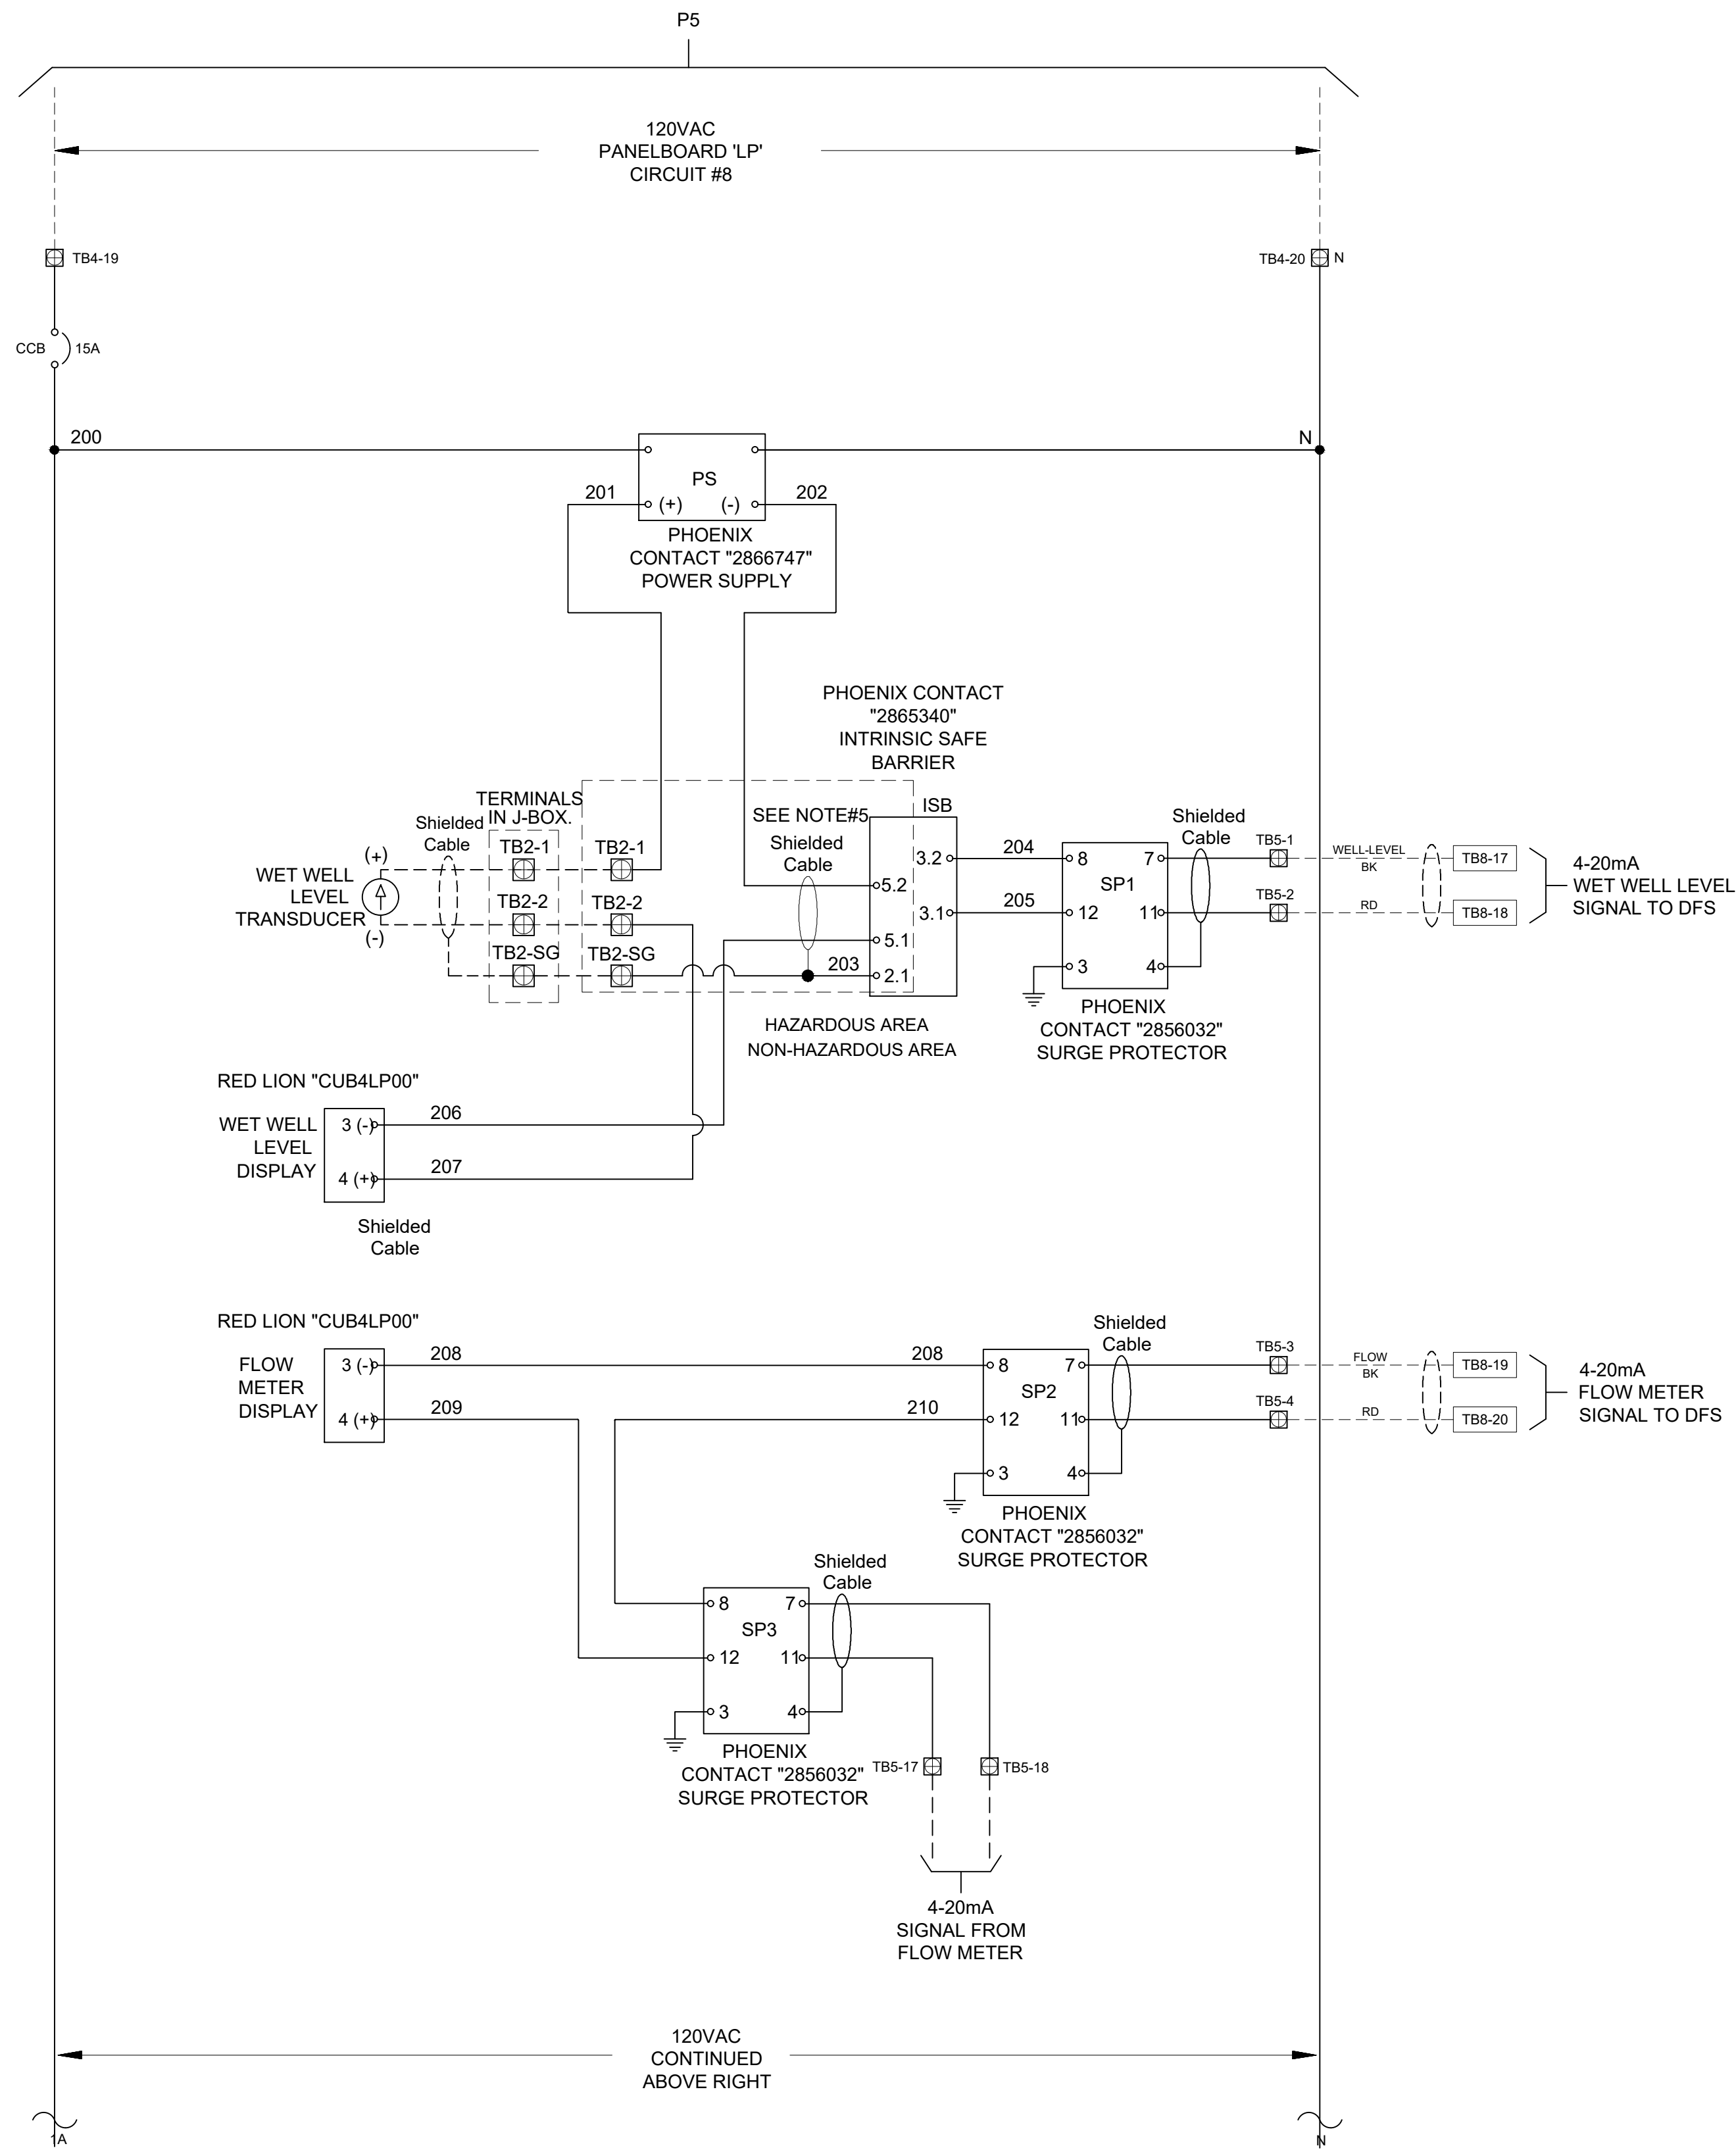 P5
120VAC
PANELBOARD 'LP'
CIRCUIT #8
TB4-19
TB4-20
N
CCB
15A
200
N
PS
201
(+)
(-)
202
PHOENIX
CONTACT "2866747"
POWER SUPPLY
PHOENIX CONTACT
"2865340"
INTRINSIC SAFE
BARRIER
TERMINALS
IN J-BOX.
Shielded
Cable
SEE NOTE#5
Shielded
Cable
ISB
WET WELL
LEVEL
TRANSDUCER
(+)
(-)
TB2-1
TB2-1
TB2-2
TB2-2
TB2-SG
TB2-SG
203
3.2
5.2
3.1
5.1
2.1
204
205
8
7
SP1
12
11
3
4
Shielded
Cable
TB5-1
TB5-2
WELL-LEVEL
BK
RD
TB8-17
TB8-18
4-20mA
WET WELL LEVEL
SIGNAL TO DFS
PHOENIX
CONTACT "2856032"
SURGE PROTECTOR
HAZARDOUS AREA
NON-HAZARDOUS AREA
RED LION "CUB4LP00"
WET WELL
LEVEL
DISPLAY
3 (-)
4 (+)
206
207
Shielded
Cable
RED LION "CUB4LP00"
FLOW
METER
DISPLAY
3 (-)
4 (+)
208
209
208
210
8
7
SP2
12
11
3
4
Shielded
Cable
TB5-3
TB5-4
FLOW
BK
RD
TB8-19
TB8-20
4-20mA
FLOW METER
SIGNAL TO DFS
PHOENIX
CONTACT "2856032"
SURGE PROTECTOR
Shielded
Cable
8
7
SP3
12
11
3
4
PHOENIX
CONTACT "2856032"
SURGE PROTECTOR
TB5-17
TB5-18
4-20mA
SIGNAL FROM
FLOW METER
120VAC
CONTINUED
ABOVE RIGHT
1A
N